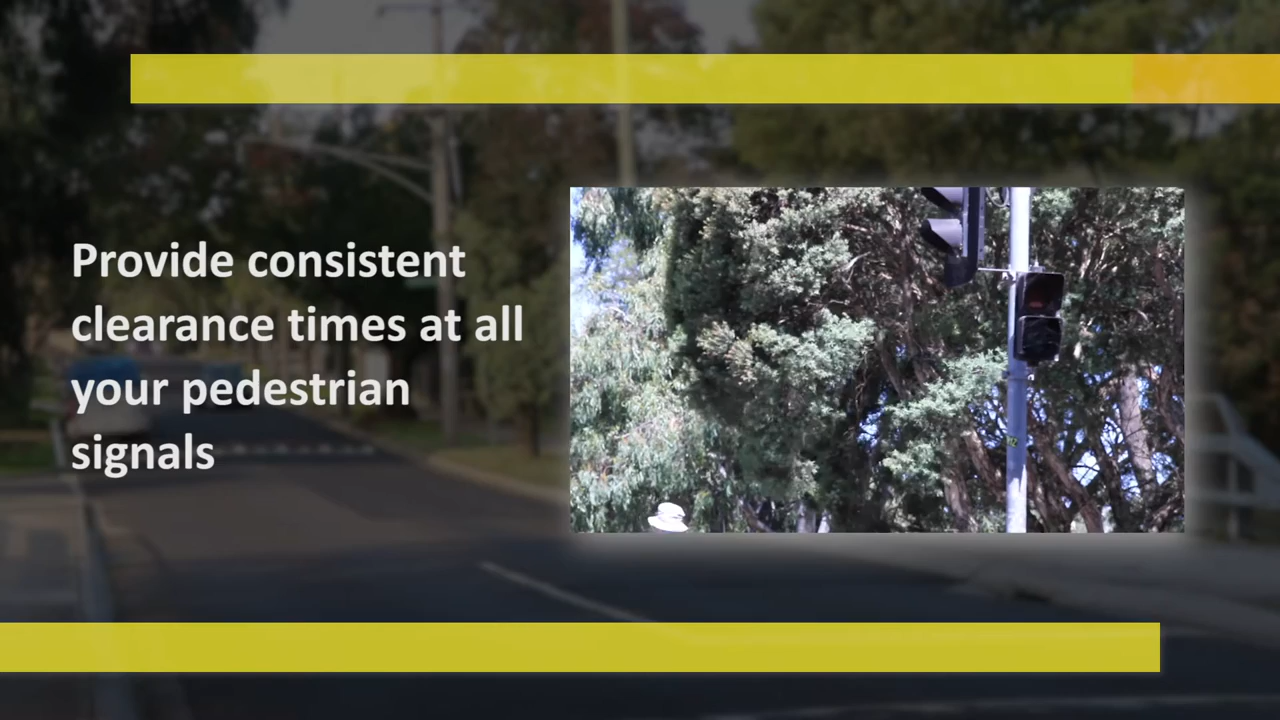 Provide consistent
clearance times at all
your pedestrian
signals